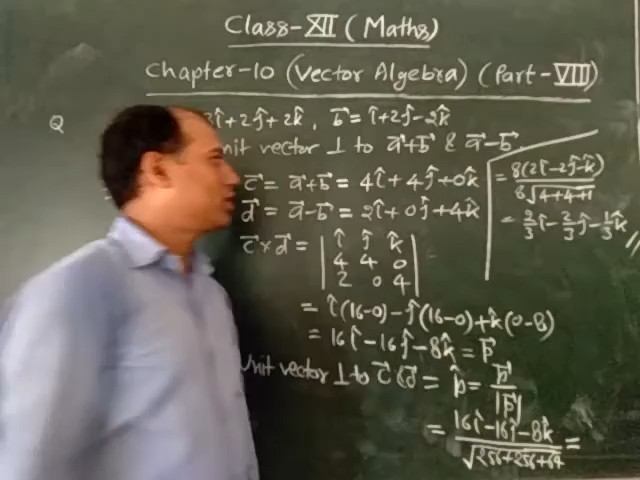 Class-XII (Maths)
Chapter-10 (Vector Algebra) (Part-VIII)
Q 3î+2ĵ+2k̂, b⃗ = î+2ĵ-2k̂
unit vector ⊥ to a⃗+b⃗ & a⃗-b⃗.
c⃗ = a⃗+b⃗ = 4î+4ĵ+0k̂
d⃗ = a⃗-b⃗ = 2î+0ĵ+4k̂
c⃗×d⃗ = | î ĵ k̂ |
| 4 4 0 |
| 2 0 4 |
= î(16-0)-ĵ(16-0)+k̂(0-8)
= 16î-16ĵ-8k̂ = p⃗
Unit vector ⊥ to c⃗ & d⃗ = p̂ = p⃗/|p⃗|
= (16î-16ĵ-8k̂)/√(256+256+64) =
= 8(2î-2ĵ-k̂)/8√(4+4+1)
= 2/3 î - 2/3 ĵ - 1/3 k̂ //